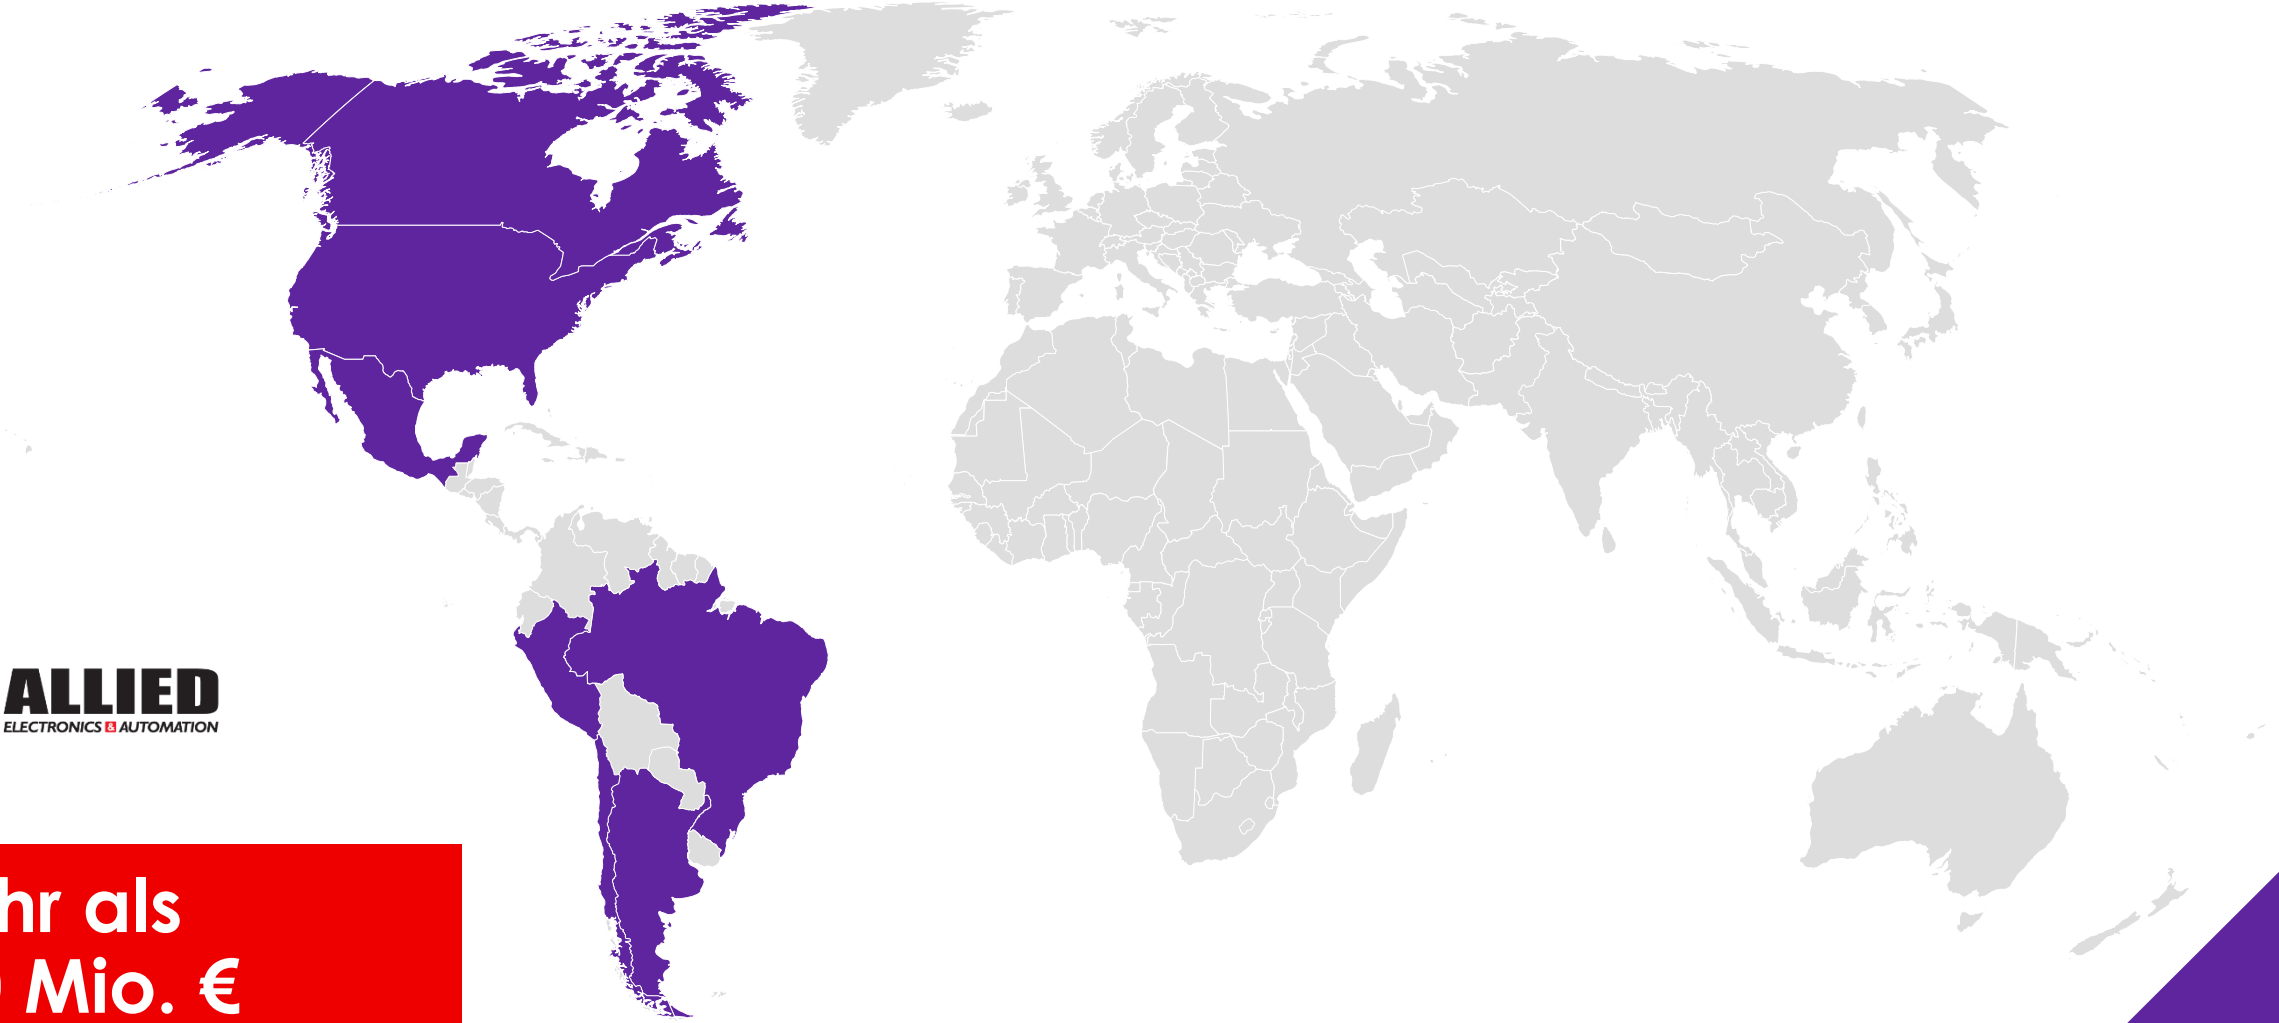 ALLIED
ELECTRONICS & AUTOMATION
hr als
Mio. €